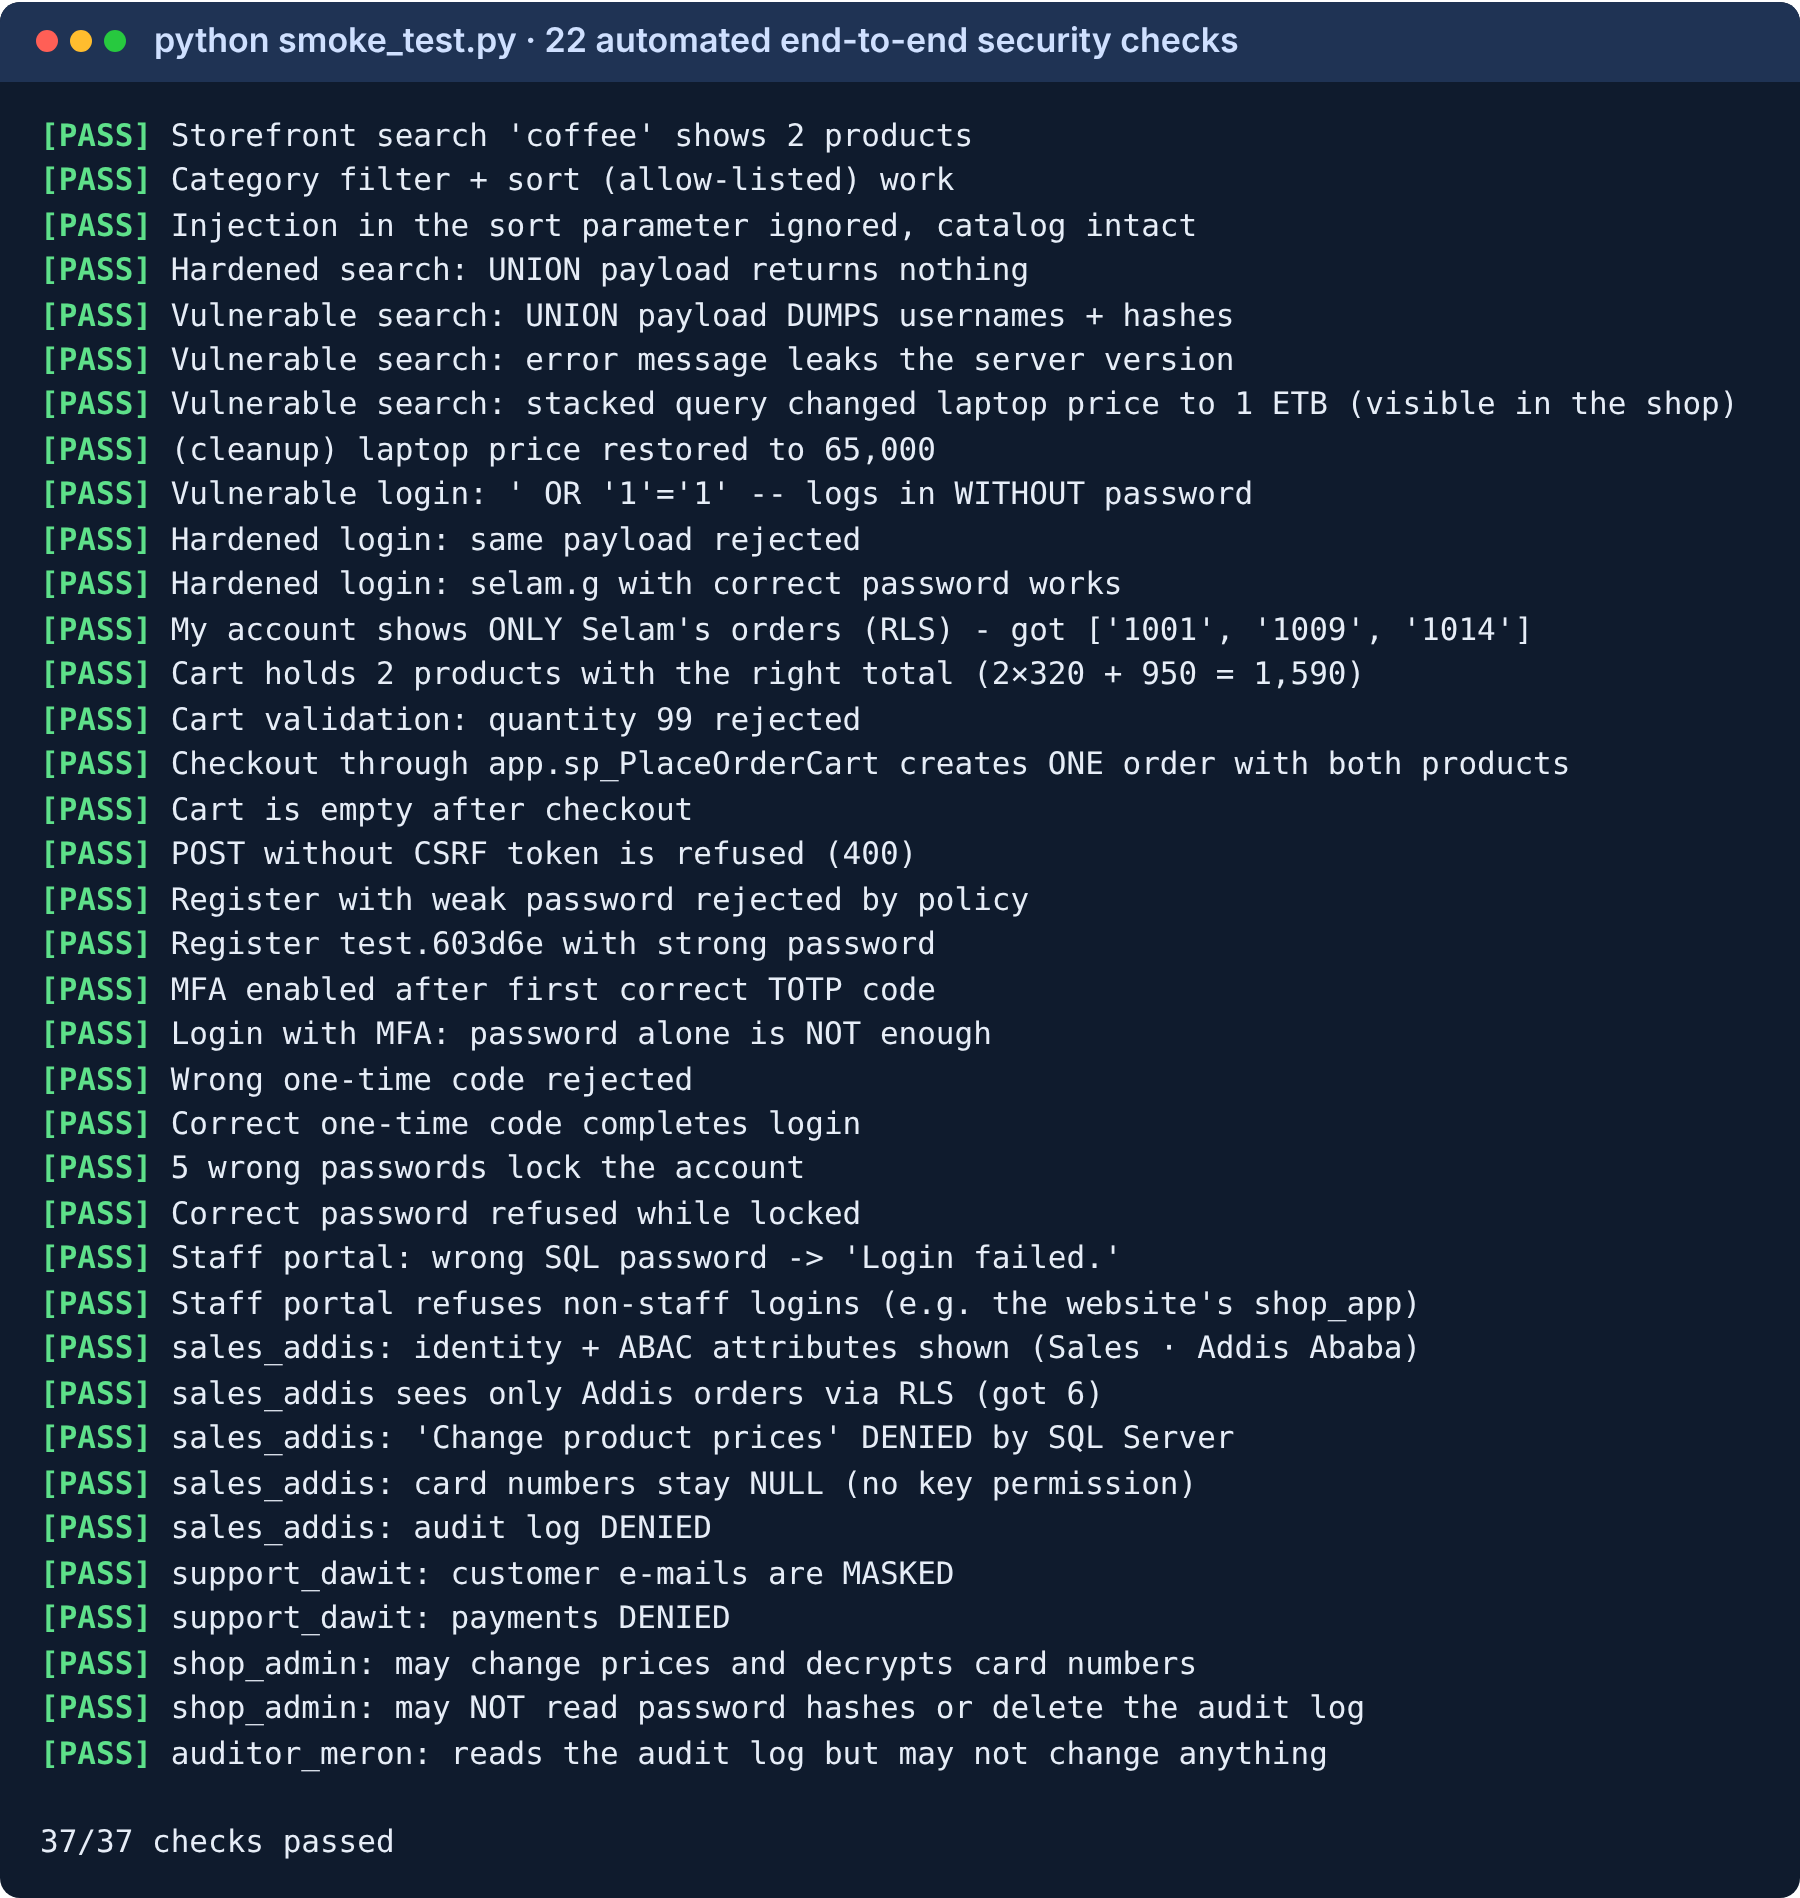 python smoke_test.py · 22 automated end-to-end security checks
[PASS] Storefront search 'coffee' shows 2 products
[PASS] Category filter + sort (allow-listed) work
[PASS] Injection in the sort parameter ignored, catalog intact
[PASS] Hardened search: UNION payload returns nothing
[PASS] Vulnerable search: UNION payload DUMPS usernames + hashes
[PASS] Vulnerable search: error message leaks the server version
[PASS] Vulnerable search: stacked query changed laptop price to 1 ETB (visible in the shop)
[PASS] (cleanup) laptop price restored to 65,000
[PASS] Vulnerable login: ' OR '1'='1' -- logs in WITHOUT password
[PASS] Hardened login: same payload rejected
[PASS] Hardened login: selam.g with correct password works
[PASS] My account shows ONLY Selam's orders (RLS) - got ['1001', '1009', '1014']
[PASS] Cart holds 2 products with the right total (2×320 + 950 = 1,590)
[PASS] Cart validation: quantity 99 rejected
[PASS] Checkout through app.sp_PlaceOrderCart creates ONE order with both products
[PASS] Cart is empty after checkout
[PASS] POST without CSRF token is refused (400)
[PASS] Register with weak password rejected by policy
[PASS] Register test.603d6e with strong password
[PASS] MFA enabled after first correct TOTP code
[PASS] Login with MFA: password alone is NOT enough
[PASS] Wrong one-time code rejected
[PASS] Correct one-time code completes login
[PASS] 5 wrong passwords lock the account
[PASS] Correct password refused while locked
[PASS] Staff portal: wrong SQL password -> 'Login failed.'
[PASS] Staff portal refuses non-staff logins (e.g. the website's shop_app)
[PASS] sales_addis: identity + ABAC attributes shown (Sales · Addis Ababa)
[PASS] sales_addis sees only Addis orders via RLS (got 6)
[PASS] sales_addis: 'Change product prices' DENIED by SQL Server
[PASS] sales_addis: card numbers stay NULL (no key permission)
[PASS] sales_addis: audit log DENIED
[PASS] support_dawit: customer e-mails are MASKED
[PASS] support_dawit: payments DENIED
[PASS] shop_admin: may change prices and decrypts card numbers
[PASS] shop_admin: may NOT read password hashes or delete the audit log
[PASS] auditor_meron: reads the audit log but may not change anything
37/37 checks passed